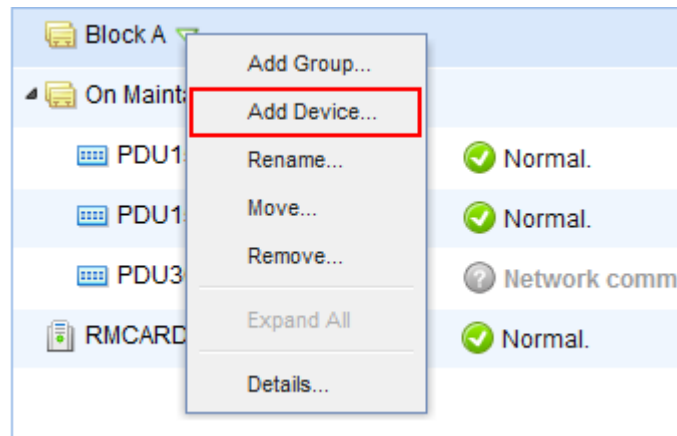 Block A
Add Group...
On Mainta
Add Device...
PDU1
Rename...
Normal.
PDU1
Move...
Normal.
Remove...
PDU3
Network comm
Expand All
RMCARD
Normal.
Details...